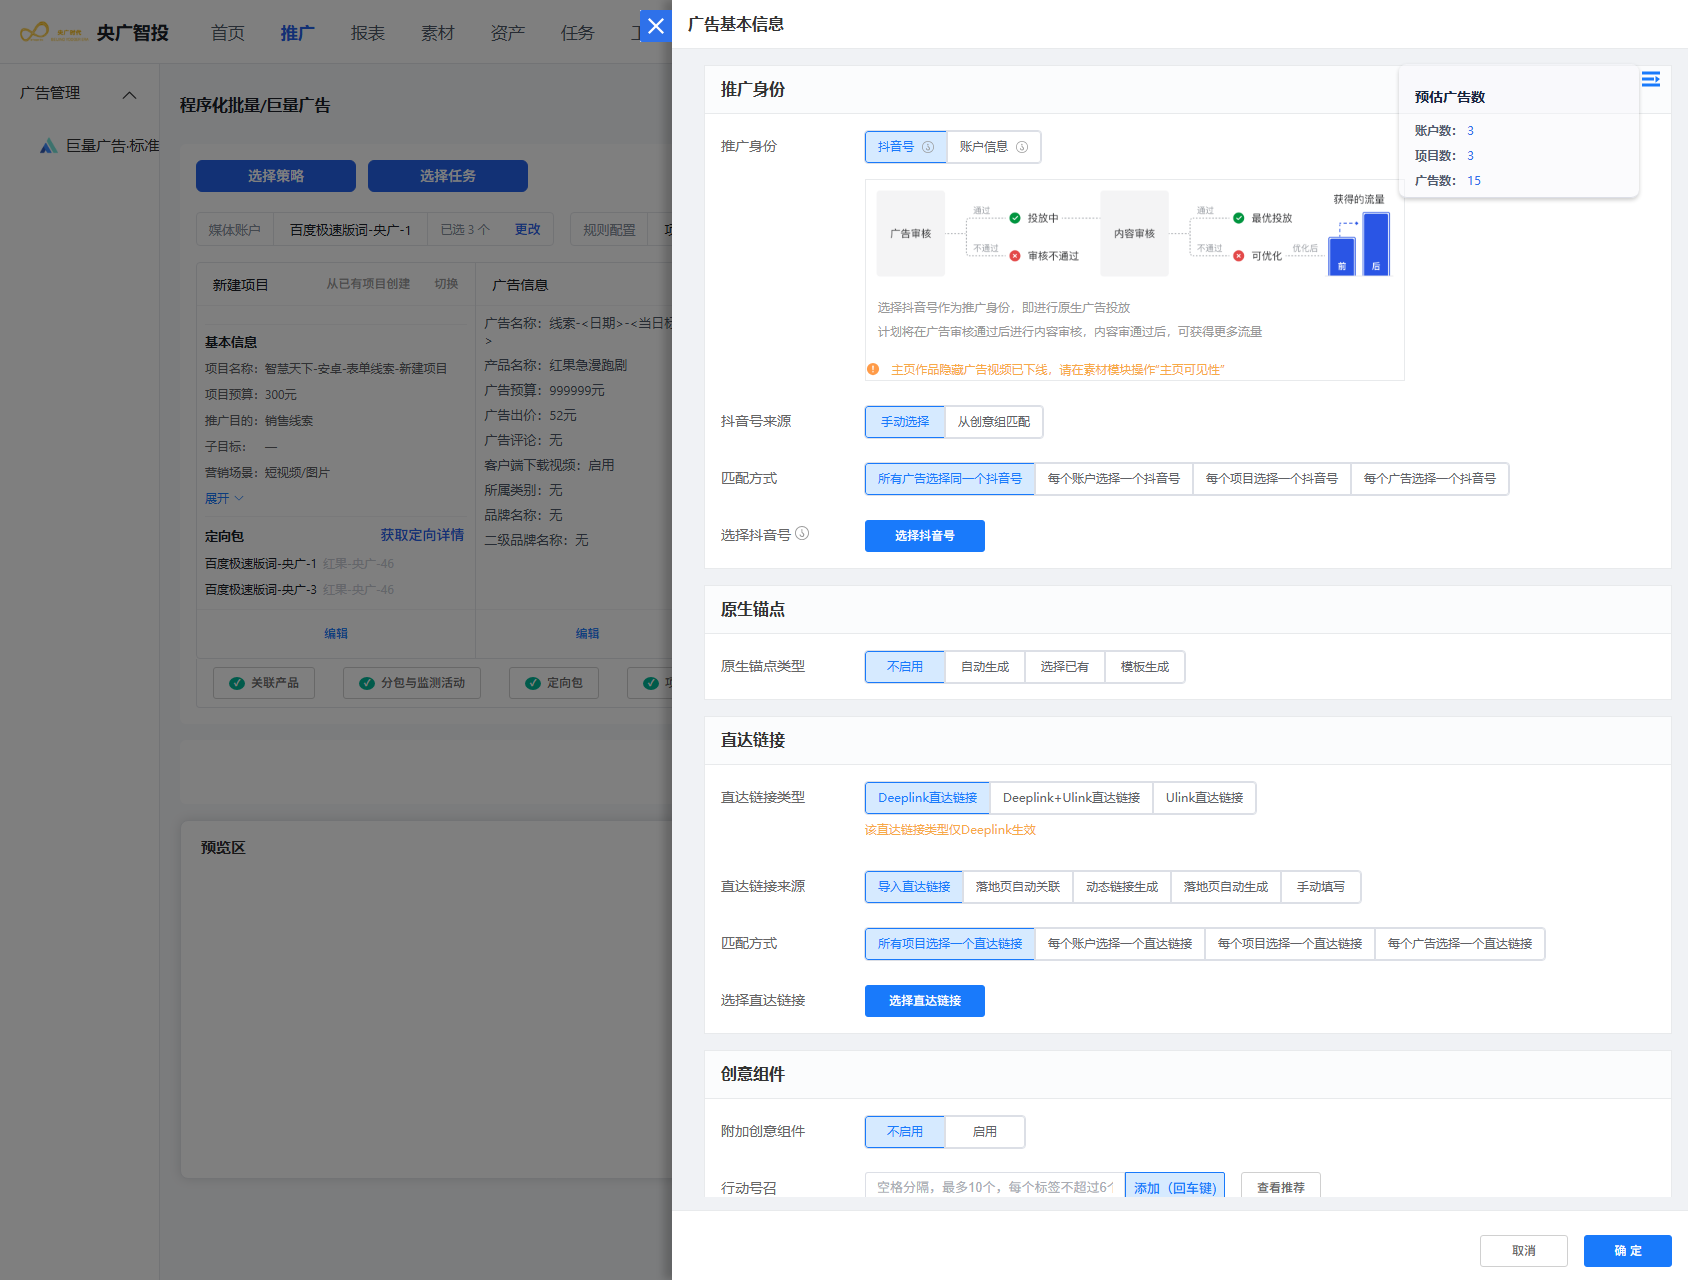 央广智投
首页
推广
报表
素材
资产
任务
广告管理
巨量广告·标准
程序化批量/巨量广告
选择策略
选择任务
媒体账户
百度极速版词-央广-1
已选 3 个
更改
规则配置
新建项目
从已有项目创建
切换
广告信息
基本信息
项目名称：智慧天下-安卓-表单线索-新建项目
项目预算：300元
推广目的：销售线索
子目标：—
营销场景：短视频/图片
展开
定向包
获取定向详情
百度极速版词-央广-1 红果-央广-46
百度极速版词-央广-3 红果-央广-46
编辑
广告名称：线索-<日期>-<当日标
>
产品名称：红果急漫跑剧
广告预算：999999元
广告出价：52元
广告评论：无
客户端下载视频：启用
所属类别：无
品牌名称：无
二级品牌名称：无
编辑
关联产品
分包与监测活动
定向包
预览区
广告基本信息
推广身份
预估广告数
账户数：3
项目数：3
广告数：15
推广身份
抖音号
账户信息
广告审核
通过
投放中
不通过
审核不通过
内容审核
通过
最优投放
不通过
可优化
优化后
获得的流量
前
后
选择抖音号作为推广身份，即进行原生广告投放
计划将在广告审核通过后进行内容审核，内容审通过后，可获得更多流量
主页作品隐藏广告视频已下线，请在素材模块操作“主页可见性”
抖音号来源
手动选择
从创意组匹配
匹配方式
所有广告选择同一个抖音号
每个账户选择一个抖音号
每个项目选择一个抖音号
每个广告选择一个抖音号
选择抖音号
选择抖音号
原生锚点
原生锚点类型
不启用
自动生成
选择已有
模板生成
直达链接
直达链接类型
Deeplink直达链接
Deeplink+Ulink直达链接
Ulink直达链接
该直达链接类型仅Deeplink生效
直达链接来源
导入直达链接
落地页自动关联
动态链接生成
落地页自动生成
手动填写
匹配方式
所有项目选择一个直达链接
每个账户选择一个直达链接
每个项目选择一个直达链接
每个广告选择一个直达链接
选择直达链接
选择直达链接
创意组件
附加创意组件
不启用
启用
行动号召
空格分隔，最多10个，每个标签不超过6个
添加（回车键）
查看推荐
取消
确 定